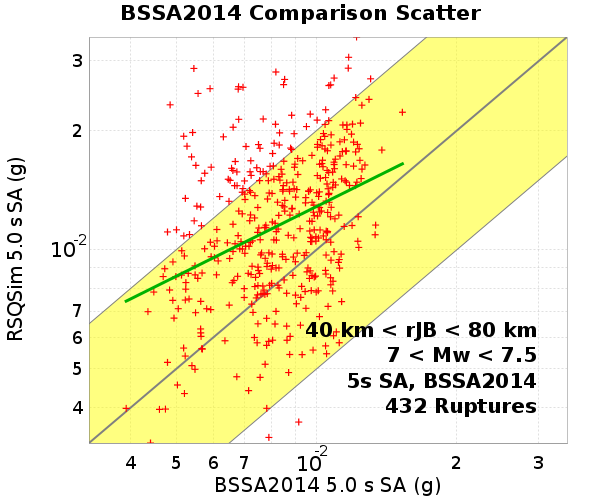 BSSA2014 Comparison Scatter
RSQSim 5.0 s SA (g)
3
2
10-2
7
6
5
4
40 km < rJB < 80 km
7 < Mw < 7.5
5s SA, BSSA2014
432 Ruptures
4 5 6 7 10-2 2 3
BSSA2014 5.0 s SA (g)